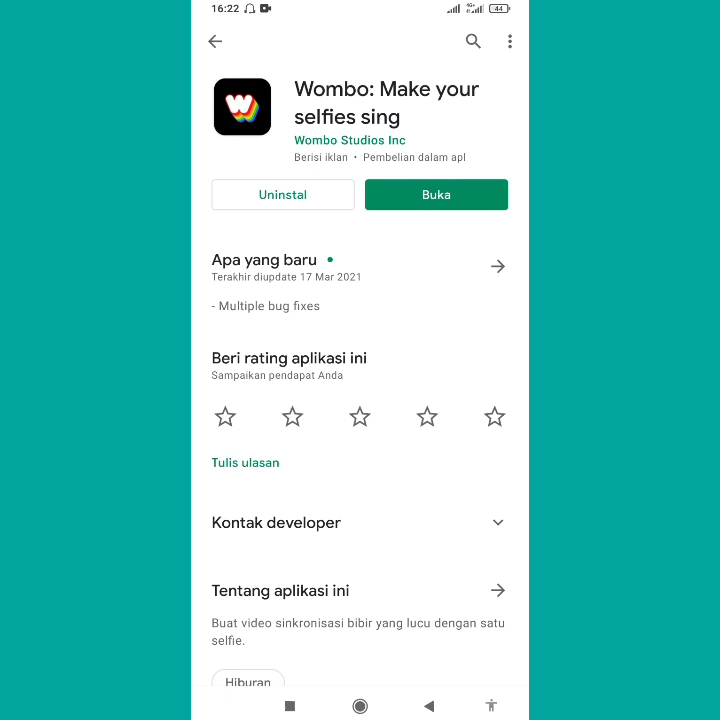 16:22
4G+
44
W
Wombo: Make your
selfies sing
Wombo Studios Inc
Berisi iklan • Pembelian dalam apl
Uninstal
Buka
Apa yang baru •
Terakhir diupdate 17 Mar 2021
- Multiple bug fixes
Beri rating aplikasi ini
Sampaikan pendapat Anda
Tulis ulasan
Kontak developer
Tentang aplikasi ini
Buat video sinkronisasi bibir yang lucu dengan satu
selfie.
Hiburan